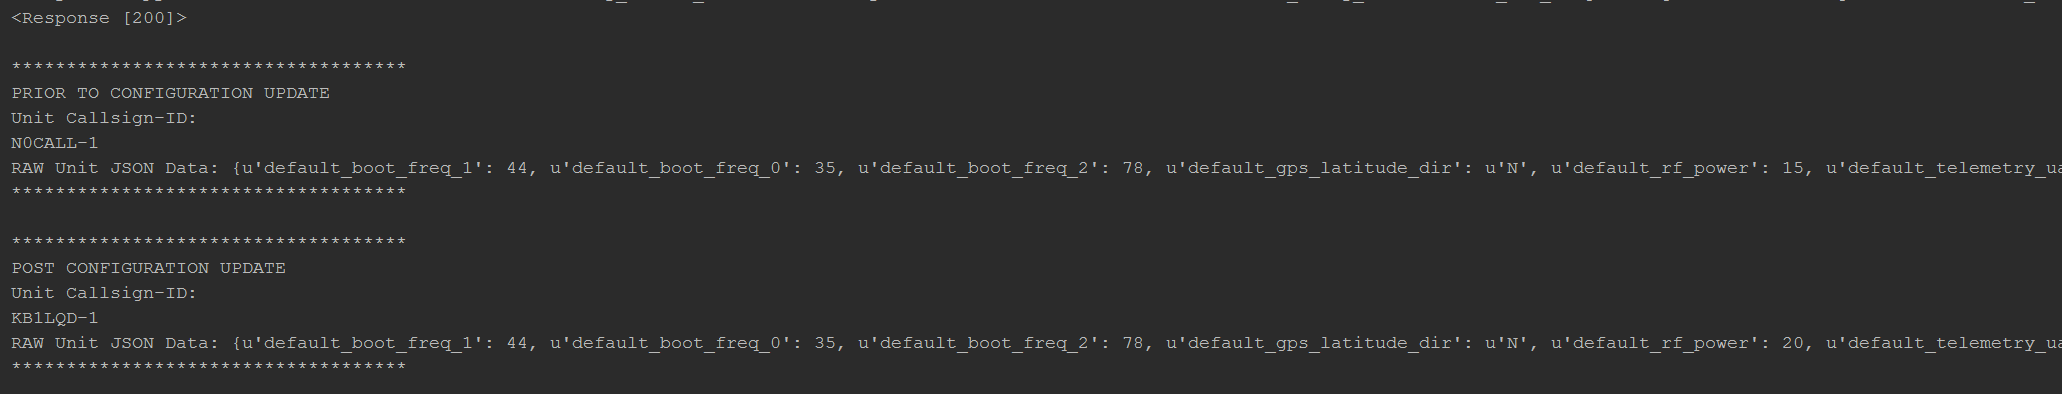 <Response [200]>
************************************
PRIOR TO CONFIGURATION UPDATE
Unit Callsign-ID:
N0CALL-1
RAW Unit JSON Data: {u'default_boot_freq_1': 44, u'default_boot_freq_0': 35, u'default_boot_freq_2': 78, u'default_gps_latitude_dir': u'N', u'default_rf_power': 15, u'default_telemetry_ua
************************************
************************************
POST CONFIGURATION UPDATE
Unit Callsign-ID:
KB1LQD-1
RAW Unit JSON Data: {u'default_boot_freq_1': 44, u'default_boot_freq_0': 35, u'default_boot_freq_2': 78, u'default_gps_latitude_dir': u'N', u'default_rf_power': 20, u'default_telemetry_ua
************************************